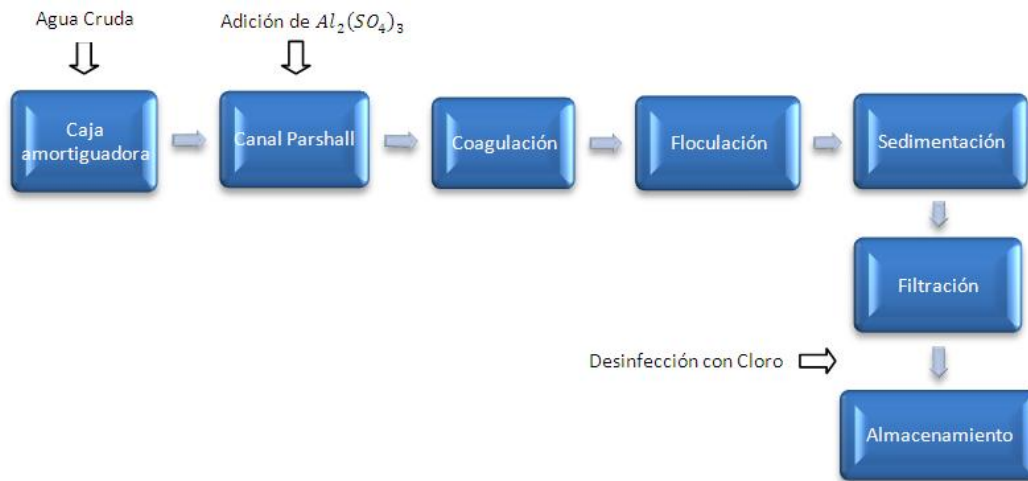 Agua Cruda
Adición de Al₂(SO₄)₃
Caja
amortiguadora
Canal Parshall
Coagulación
Floculación
Sedimentación
Filtración
Desinfección con Cloro
Almacenamiento